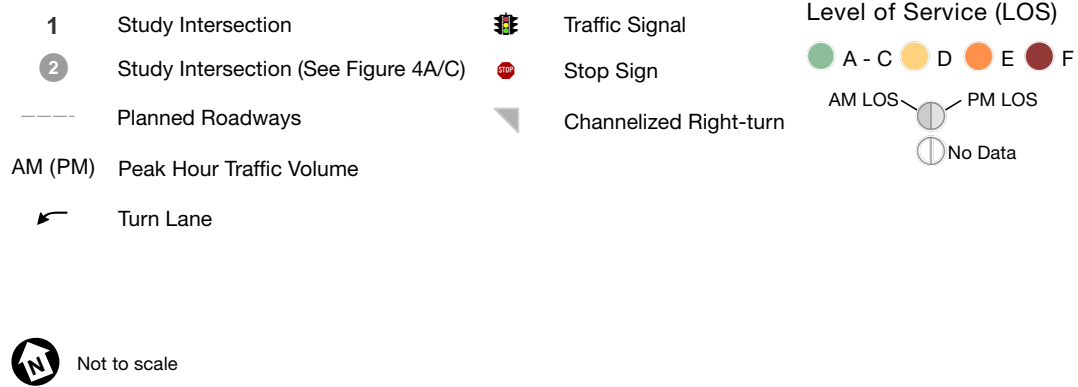 1 Study Intersection
2 Study Intersection (See Figure 4A/C)
Planned Roadways
AM (PM) Peak Hour Traffic Volume
Turn Lane
Traffic Signal
STOP Stop Sign
Channelized Right-turn
Level of Service (LOS)
A - C D E F
AM LOS PM LOS
No Data
N Not to scale